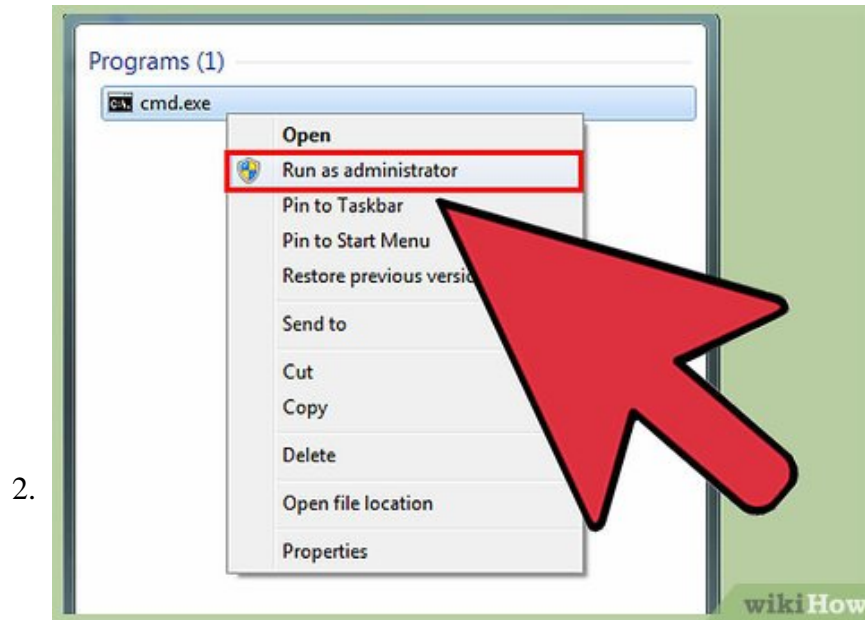 Programs (1)
C:\.
cmd.exe
Open
Run as administrator
Pin to Taskbar
Pin to Start Menu
Restore previous
Send to
Cut
Copy
Delete
Open file location
Properties
2.
wikiHow